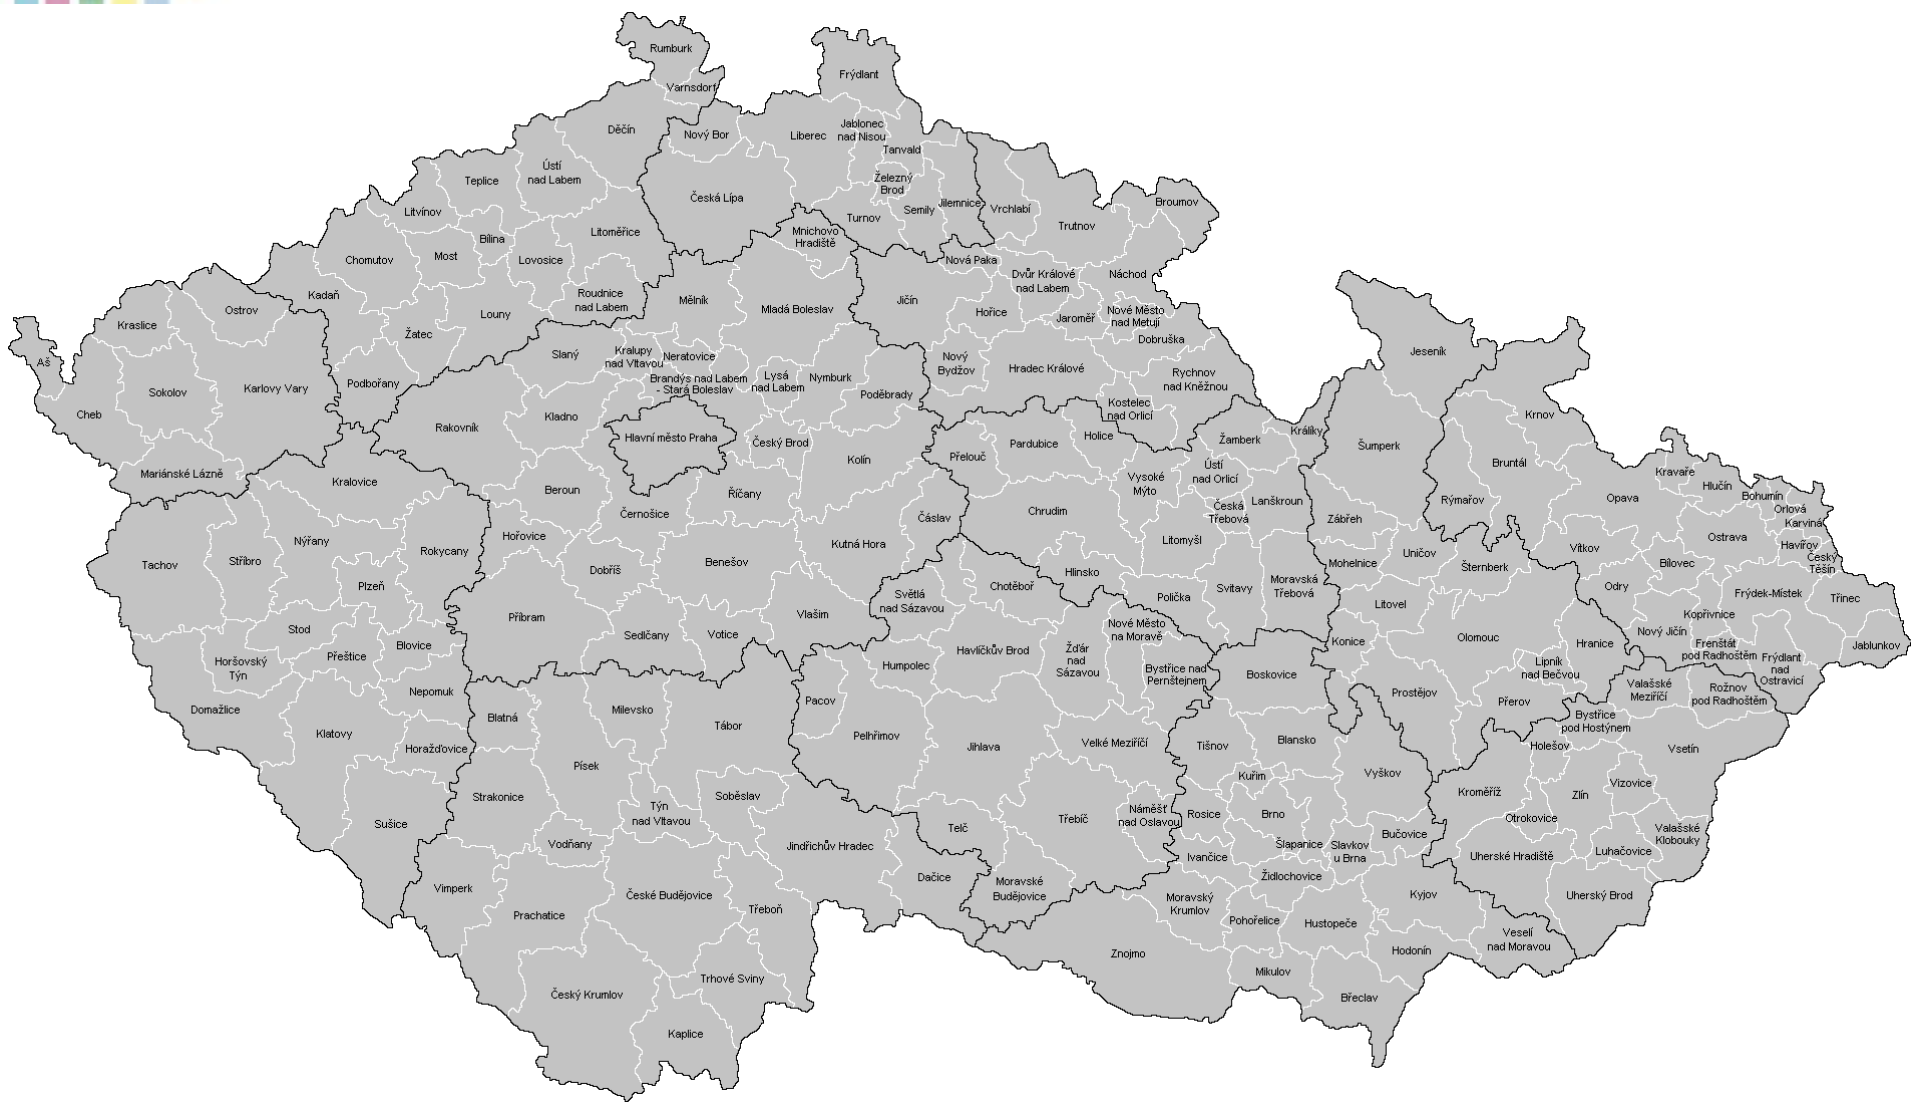 Rumburk
Varnsdorf
Frýdlant
Děčín
Nový Bor
Liberec
Jablonec
nad Nisou
Tanvald
Ústí
nad Labem
Teplice
Česká Lípa
Železný
Brod
Semily
Jilemnice
Turnov
Vrchlabí
Trutnov
Broumov
Litvínov
Bílina
Litoměřice
Mnichovo
Hradiště
Most
Lovosice
Chomutov
Nová Paka
Dvůr Králové
nad Labem
Náchod
Kadaň
Roudnice
nad Labem
Mělník
Mladá Boleslav
Jičín
Hořice
Jaroměř
Nové Město
nad Metují
Dobruška
Ostrov
Kraslice
Louny
Žatec
Aš
Podbořany
Slaný
Kralupy
nad Vltavou
Neratovice
Brandýs nad Labem
- Stará Boleslav
Lysá
nad Labem
Nymburk
Poděbrady
Nový
Bydžov
Hradec Králové
Rychnov
nad Kněžnou
Kostelec
nad Orlicí
Jeseník
Sokolov
Karlovy Vary
Cheb
Rakovník
Kladno
Hlavní město Praha
Český Brod
Kolín
Přelouč
Pardubice
Holice
Žamberk
Králíky
Šumperk
Krnov
Bruntál
Mariánské Lázně
Kralovice
Beroun
Říčany
Černošice
Čáslav
Vysoké
Mýto
Ústí
nad Orlicí
Česká
Třebová
Lanškroun
Chrudim
Zábřeh
Rýmařov
Opava
Kravaře
Hlučín
Bohumín
Orlová
Karviná
Havířov
Český
Těšín
Ostrava
Tachov
Stříbro
Nýřany
Rokycany
Hořovice
Kutná Hora
Litomyšl
Plzeň
Dobříš
Benešov
Hlinsko
Chotěboř
Světlá
nad Sázavou
Polička
Svitavy
Moravská
Třebová
Mohelnice
Uničov
Šternberk
Vítkov
Bílovec
Odry
Litovel
Frýdek-Místek
Třinec
Kopřivnice
Nový Jičín
Frenštát
pod Radhoštěm
Frýdlant
nad
Ostravicí
Jablunkov
Stod
Přeštice
Blovice
Příbram
Sedlčany
Votice
Vlašim
Horšovský
Týn
Nepomuk
Humpolec
Havlíčkův Brod
Žďár
nad
Sázavou
Nové Město
na Moravě
Bystřice nad
Pernštejnem
Boskovice
Konice
Olomouc
Hranice
Lipník
nad Bečvou
Prostějov
Přerov
Valašské
Meziříčí
Rožnov
pod Radhoštěm
Domažlice
Klatovy
Horažďovice
Blatná
Milevsko
Tábor
Pacov
Pelhřimov
Jihlava
Velké Meziříčí
Tišnov
Blansko
Bystřice
pod Hostýnem
Holešov
Vsetín
Písek
Kuřim
Vyškov
Kroměříž
Zlín
Vizovice
Strakonice
Soběslav
Týn
nad Vltavou
Sušice
Třebíč
Náměšť
nad Oslavou
Rosice
Brno
Otrokovice
Telč
Vodňany
Jindřichův Hradec
Šlapanice
Slavkov
u Brna
Bučovice
Valašské
Klobouky
Luhačovice
Uherské Hradiště
Ivančice
Vimperk
Dačice
Moravské
Budějovice
Židlochovice
České Budějovice
Prachatice
Třeboň
Moravský
Krumlov
Pohořelice
Hustopeče
Kyjov
Uherský Brod
Veselí
nad Moravou
Hodonín
Znojmo
Mikulov
Břeclav
Trhové Sviny
Český Krumlov
Kaplice